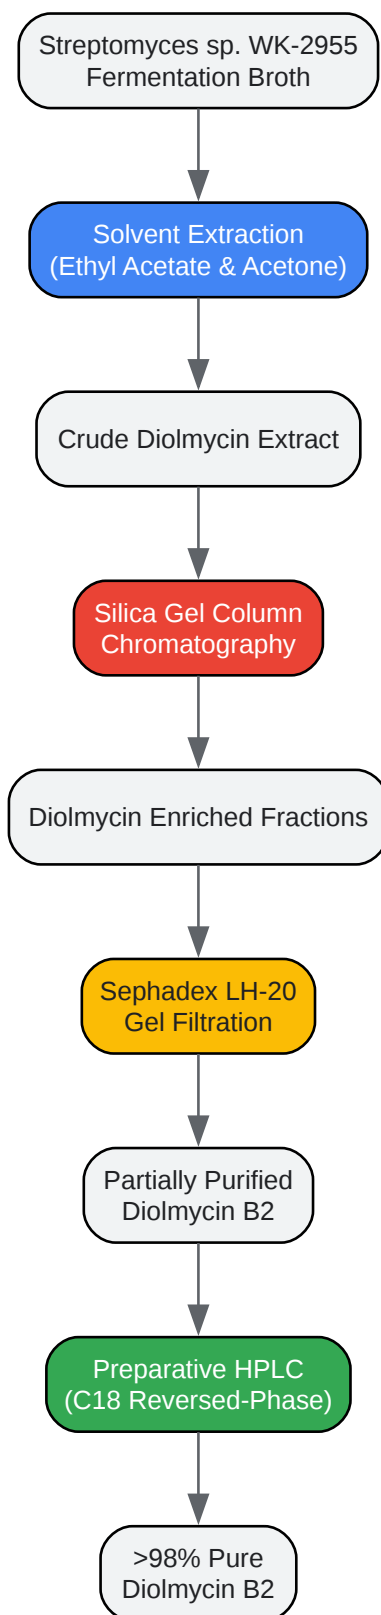 Streptomyces sp. WK-2955
Fermentation Broth
Solvent Extraction
(Ethyl Acetate & Acetone)
Crude Diolmycin Extract
Silica Gel Column
Chromatography
Diolmycin Enriched Fractions
Sephadex LH-20
Gel Filtration
Partially Purified
Diolmycin B2
Preparative HPLC
(C18 Reversed-Phase)
>98% Pure
Diolmycin B2